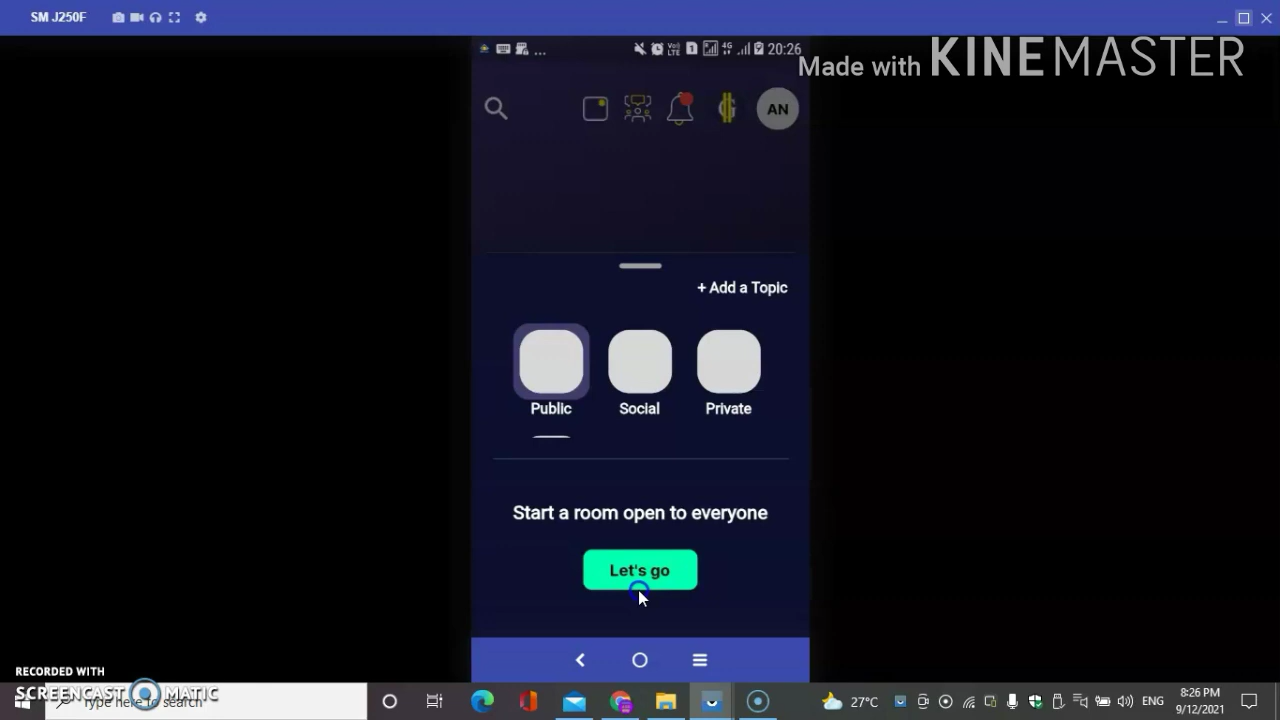 SM J250F
... 4G 20:26
Made with KINEMASTER
AN
+ Add a Topic
Public Social Private
Start a room open to everyone
Let's go
RECORDED WITH
SCREENCAST MATIC
Type here to search
27°C ENG 8:26 PM
9/12/2021